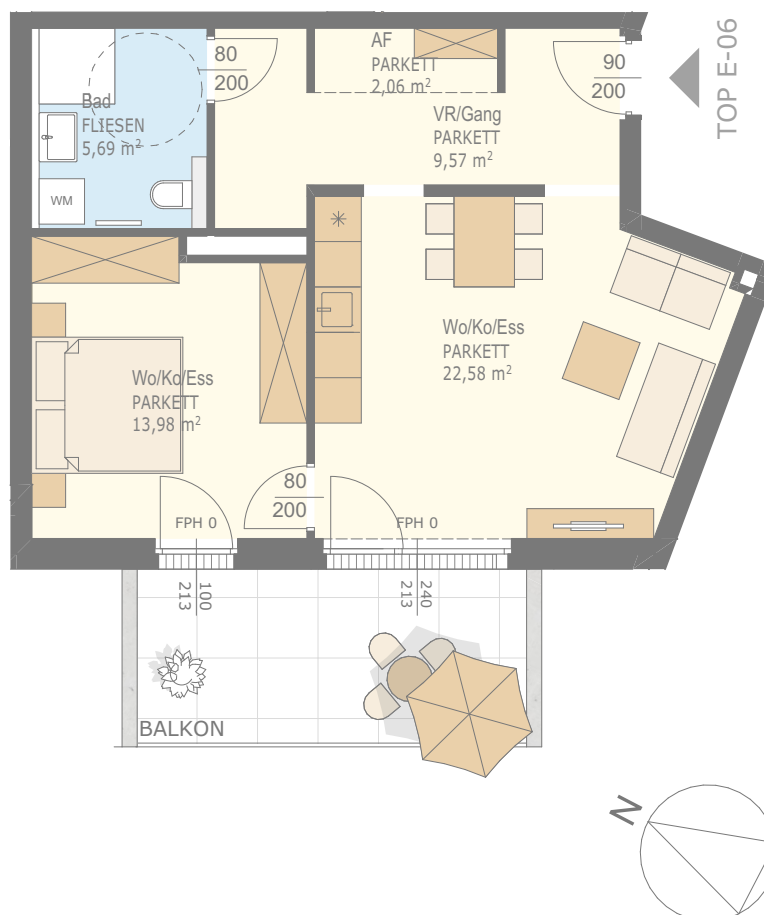 TOP E-06
AF
PARKETT
2,06 m²
80
200
90
200
Bad
FLIESEN
5,69 m²
VR/Gang
PARKETT
9,57 m²
WM
Wo/Ko/Ess
PARKETT
22,58 m²
Wo/Ko/Ess
PARKETT
13,98 m²
80
200
FPH 0
FPH 0
100
213
240
213
BALKON
N